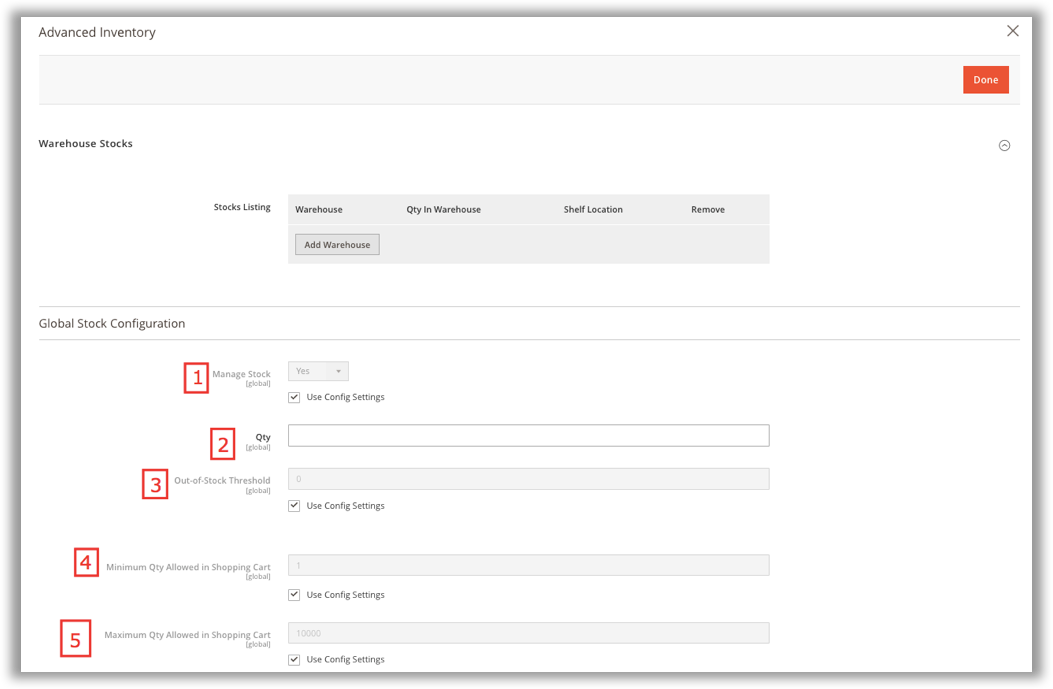 Advanced Inventory
Done
Warehouse Stocks
Stocks Listing
Warehouse Qty In Warehouse Shelf Location Remove
Add Warehouse
Global Stock Configuration
1 Manage Stock Yes
[global]
Use Config Settings
2 Qty
[global]
3 Out-of-Stock Threshold 0
[global]
Use Config Settings
4 Minimum Qty Allowed in Shopping Cart 1
[global]
Use Config Settings
5 Maximum Qty Allowed in Shopping Cart 10000
[global]
Use Config Settings